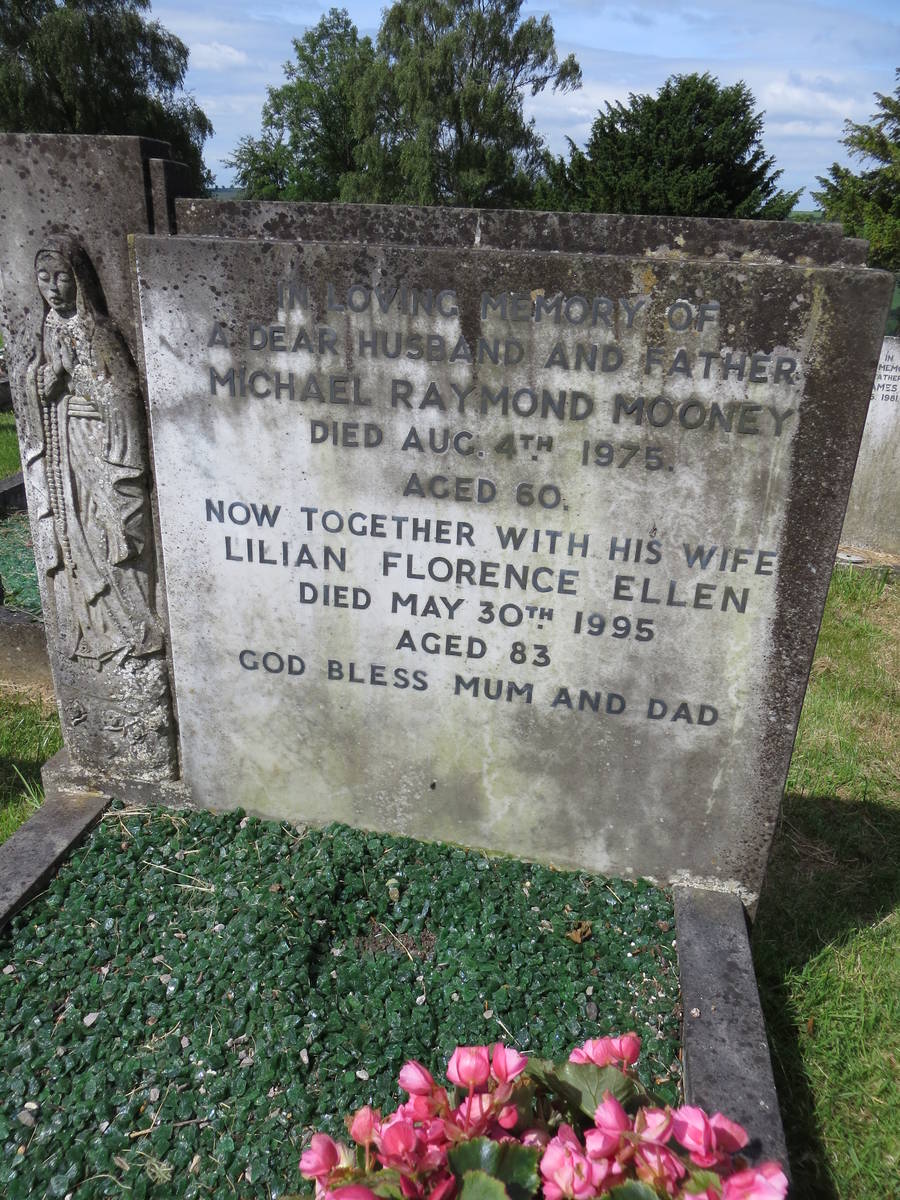 IN LOVING MEMORY OF
A DEAR HUSBAND AND FATHER
MICHAEL RAYMOND MOONEY
DIED AUG. 4TH. 1975.
AGED 60.
NOW TOGETHER WITH HIS WIFE
LILIAN FLORENCE ELLEN
DIED MAY 30TH 1995
AGED 83
GOD BLESS MUM AND DAD
IN